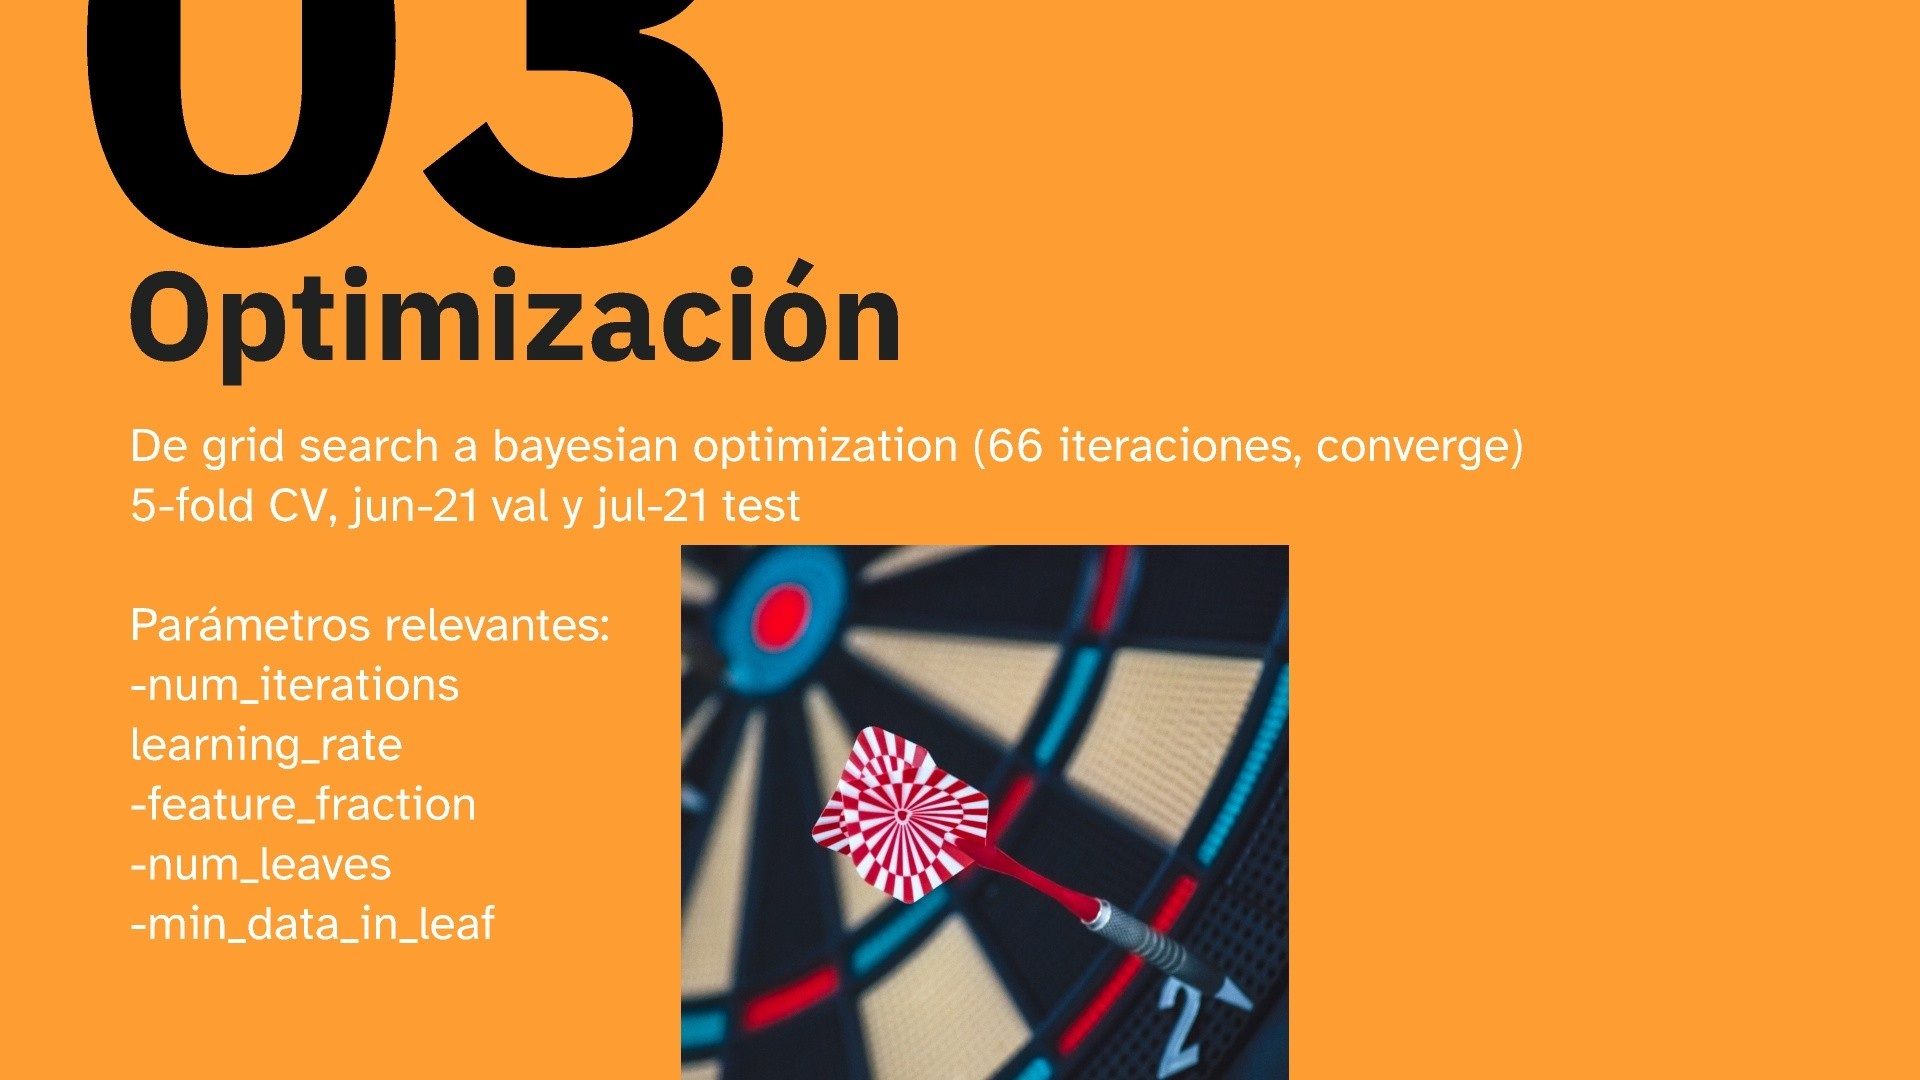 03
Optimización
De grid search a bayesian optimization (66 iteraciones, converge)
5-fold CV, jun-21 val y jul-21 test
Parámetros relevantes:
-num_iterations
learning_rate
-feature_fraction
-num_leaves
-min_data_in_leaf
2